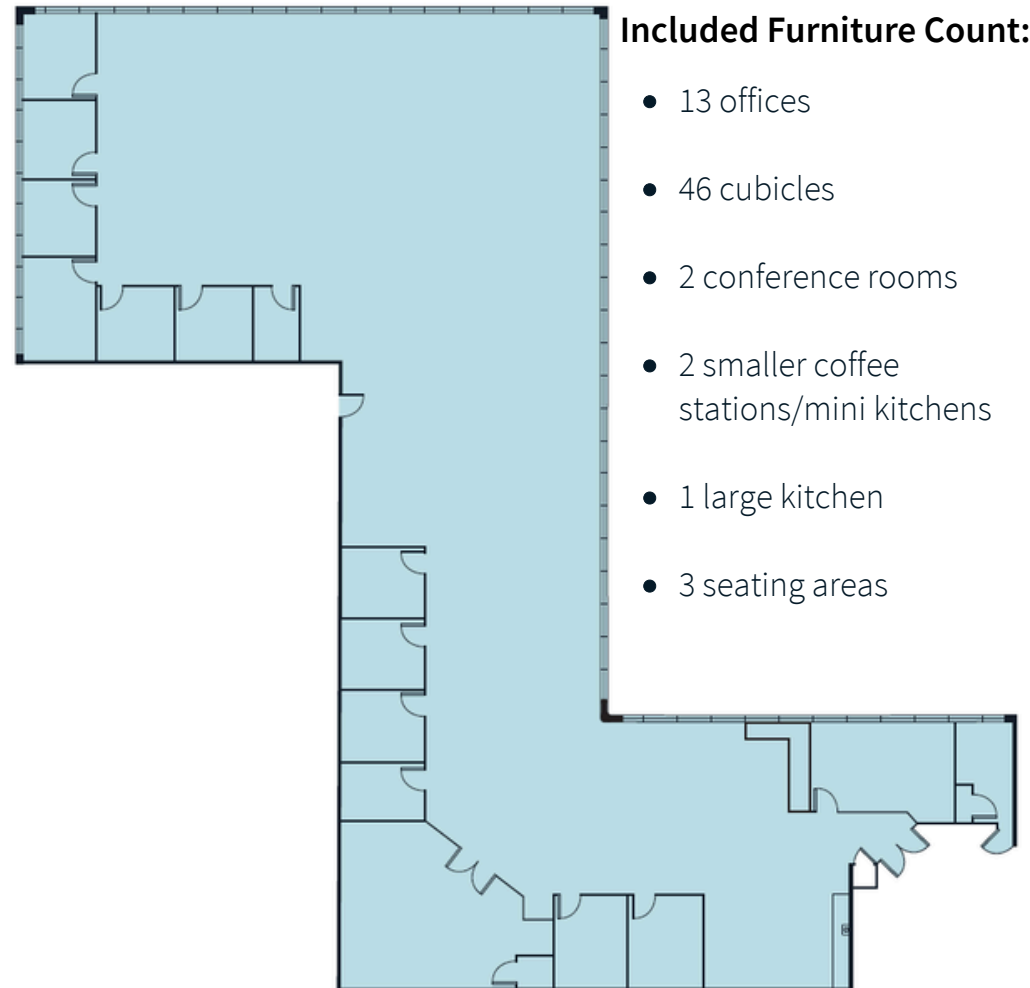 Included Furniture Count:
• 13 offices
• 46 cubicles
• 2 conference rooms
• 2 smaller coffee
stations/mini kitchens
• 1 large kitchen
• 3 seating areas